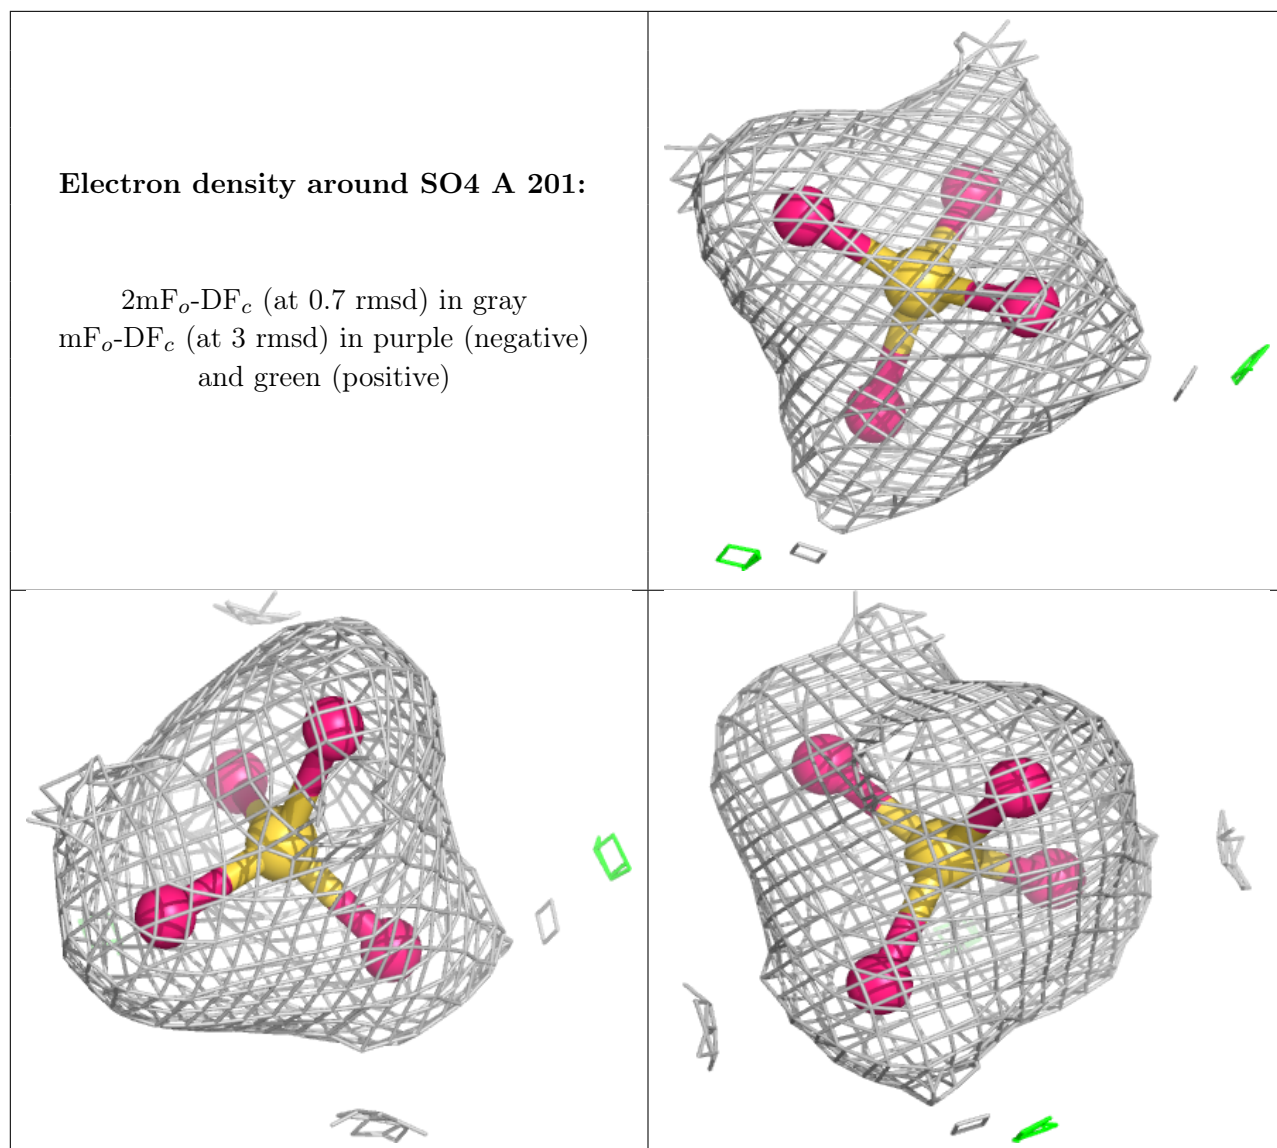 Electron density around SO4 A 201:
2mFo-DFc (at 0.7 rmsd) in gray
mFo-DFc (at 3 rmsd) in purple (negative)
and green (positive)